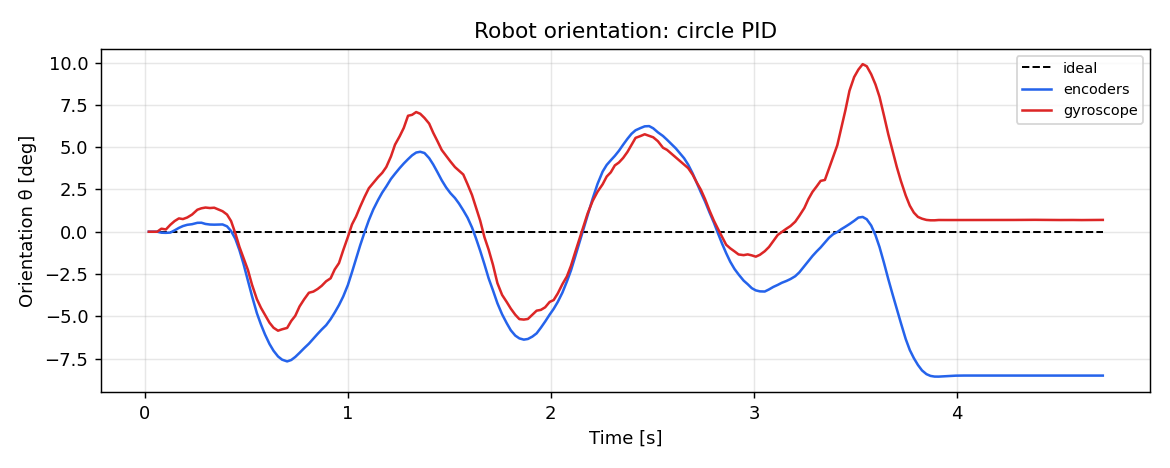 Robot orientation: circle PID
10.0
7.5
5.0
2.5
0.0
−2.5
−5.0
−7.5
Orientation θ [deg]
ideal
encoders
gyroscope
0 1 2 3 4
Time [s]